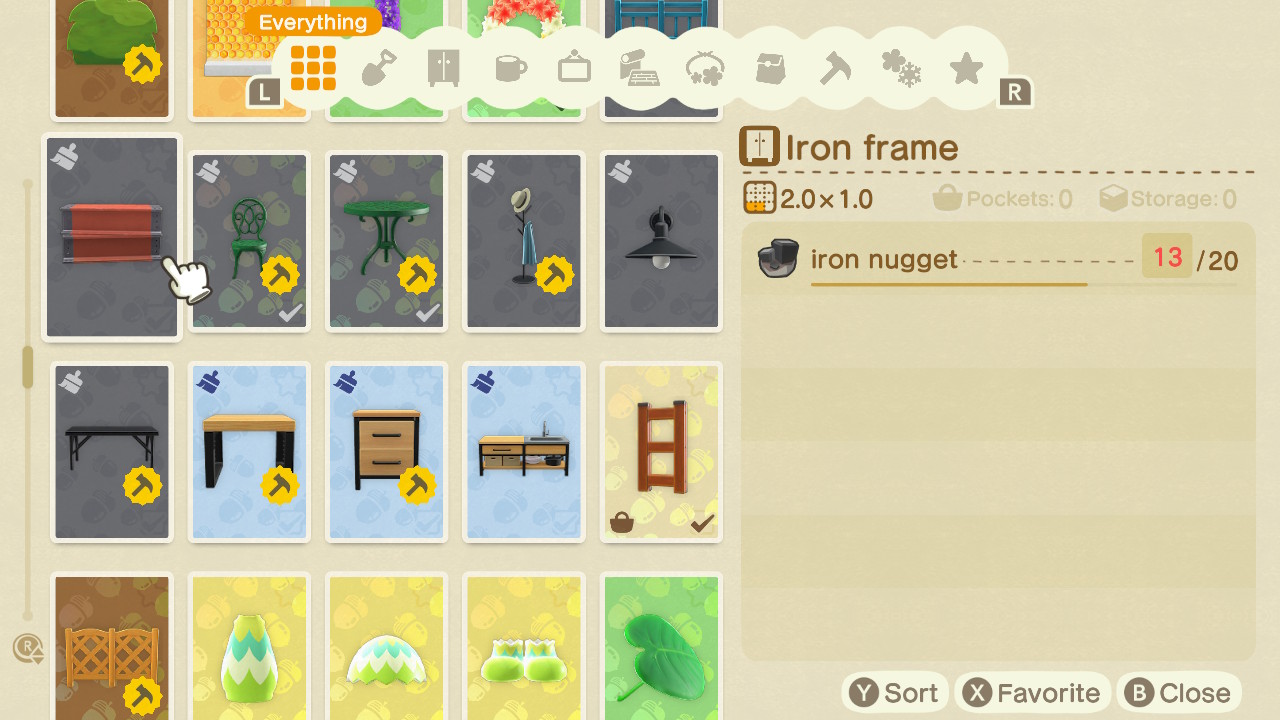 Everything
L
R
Iron frame
2.0×1.0 Pockets: 0 Storage: 0
iron nugget 13/20
R
Y Sort X Favorite B Close